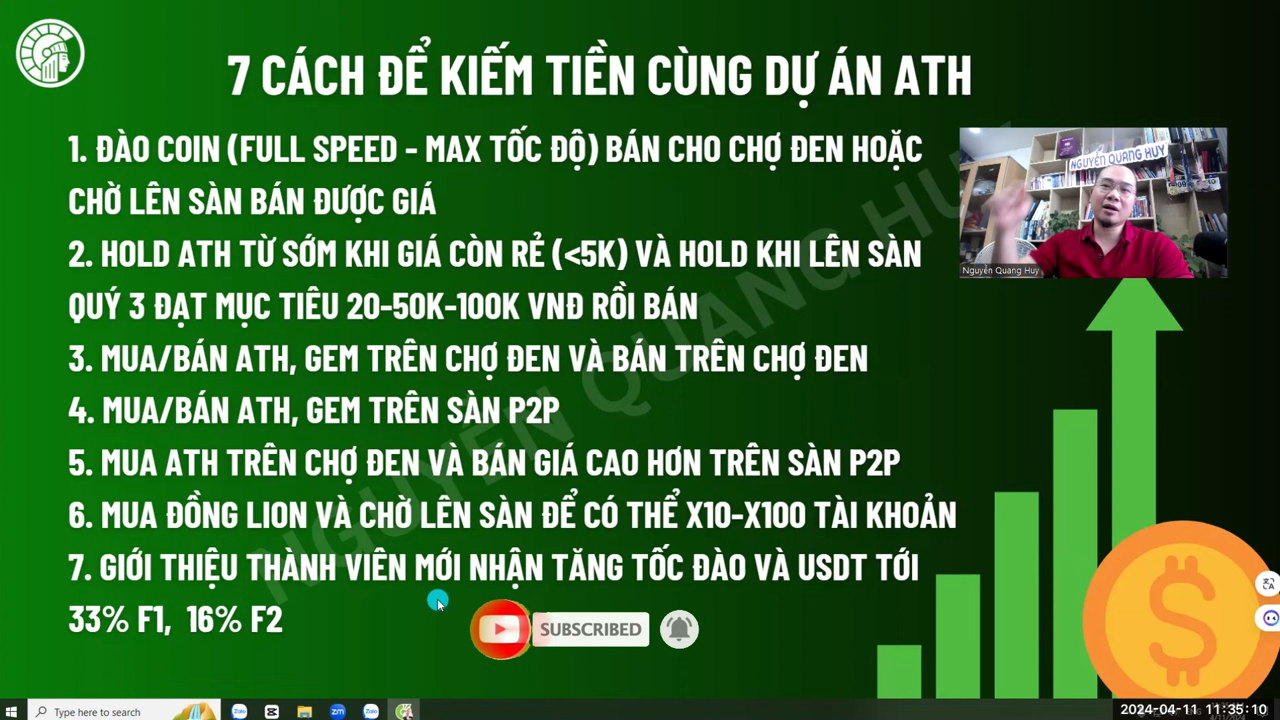 7 CÁCH ĐỂ KIẾM TIỀN CÙNG DỰ ÁN ATH
1. ĐÀO COIN (FULL SPEED - MAX TỐC ĐỘ) BÁN CHO CHỢ ĐEN HOẶC
CHỜ LÊN SÀN BÁN ĐƯỢC GIÁ
2. HOLD ATH TỪ SỚM KHI GIÁ CÒN RẺ (<5K) VÀ HOLD KHI LÊN SÀN
QUÝ 3 ĐẠT MỤC TIÊU 20-50K-100K VNĐ RỒI BÁN
3. MUA/BÁN ATH, GEM TRÊN CHỢ ĐEN VÀ BÁN TRÊN CHỢ ĐEN
4. MUA/BÁN ATH, GEM TRÊN SÀN P2P
5. MUA ATH TRÊN CHỢ ĐEN VÀ BÁN GIÁ CAO HƠN TRÊN SÀN P2P
6. MUA ĐỒNG LION VÀ CHỜ LÊN SÀN ĐỂ CÓ THỂ X10-X100 TÀI KHOẢN
7. GIỚI THIỆU THÀNH VIÊN MỚI NHẬN TĂNG TỐC ĐÀO VÀ USDT TỚI
33% F1, 16% F2
NGUYỄN QUANG HUY
NGUYỄN QUANG HUY
Nguyễn Quang Huy
SUBSCRIBED
Type here to search
Zalo
zm
Zalo
2024-04-11 11:35:10